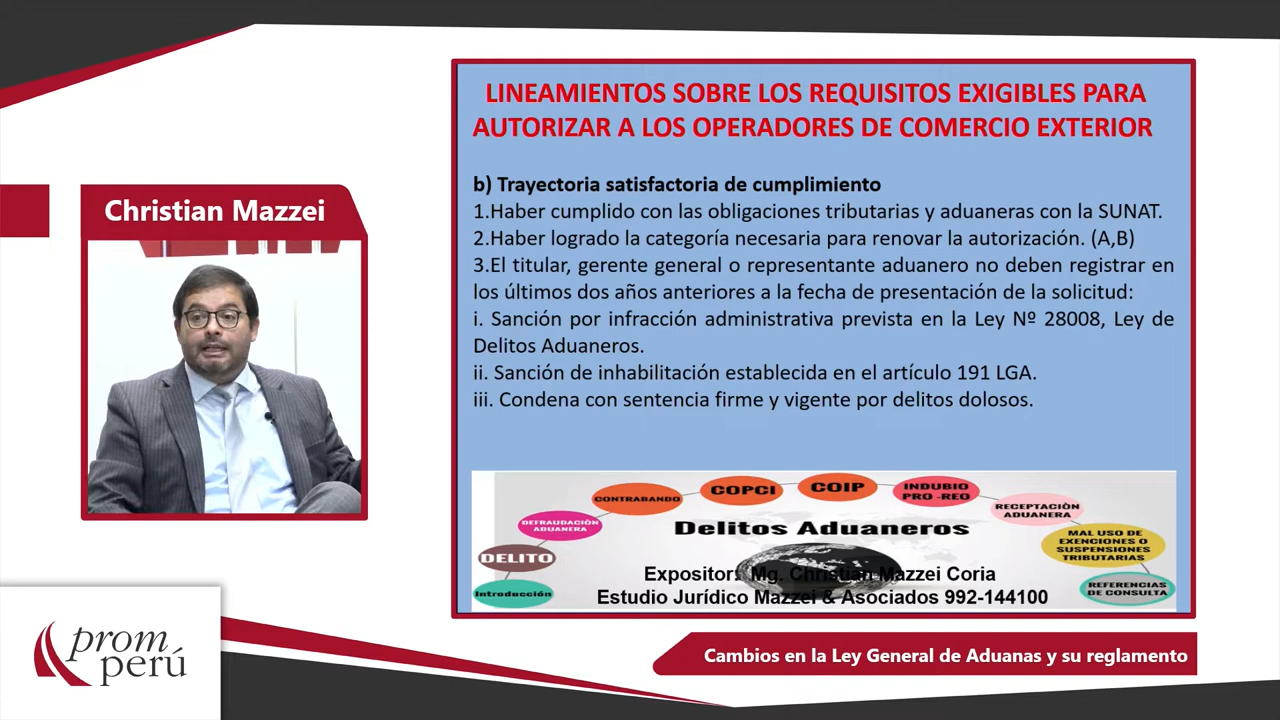 LINEAMIENTOS SOBRE LOS REQUISITOS EXIGIBLES PARA
AUTORIZAR A LOS OPERADORES DE COMERCIO EXTERIOR
b) Trayectoria satisfactoria de cumplimiento
1.Haber cumplido con las obligaciones tributarias y aduaneras con la SUNAT.
2.Haber logrado la categoría necesaria para renovar la autorización. (A,B)
3.El titular, gerente general o representante aduanero no deben registrar en
los últimos dos años anteriores a la fecha de presentación de la solicitud:
i. Sanción por infracción administrativa prevista en la Ley Nº 28008, Ley de
Delitos Aduaneros.
ii. Sanción de inhabilitación establecida en el artículo 191 LGA.
iii. Condena con sentencia firme y vigente por delitos dolosos.
Christian Mazzei
Introducción
DELITO
DEFRAUDACIÒN
ADUANERA
CONTRABANDO
COPCI
COIP
INDUBIO
PRO -REO
RECEPTACIÒN
ADUANERA
MAL USO DE
EXENCIONES O
SUSPENSIONES
TRIBUTARIAS
REFERENCIAS
DE CONSULTA
Delitos Aduaneros
Expositor: Mg. Christian Mazzei Coria
Estudio Jurídico Mazzei & Asociados 992-144100
prom
perú
Cambios en la Ley General de Aduanas y su reglamento